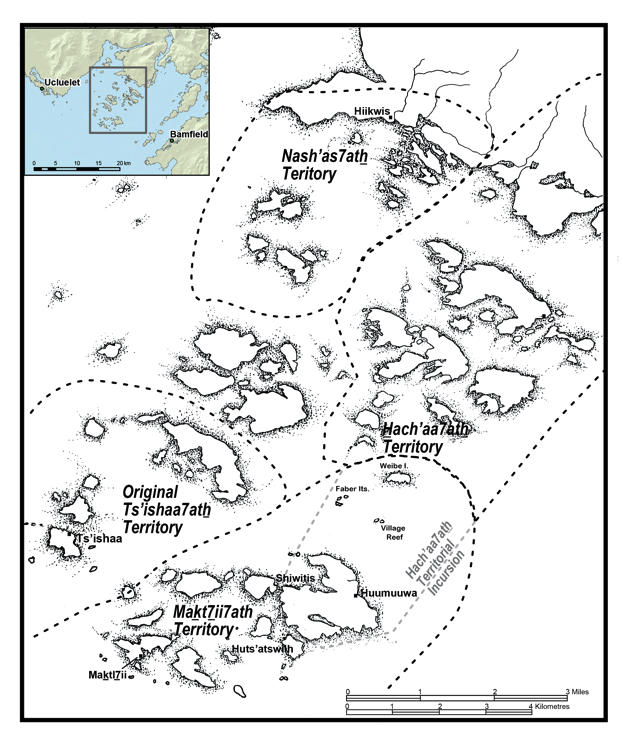 Ucluelet
Bamfield
0 5 10 15 20 km
Hiikwis
Nash'as7ath
Teritory
Hach'aa7ath
Territory
Weibe I.
Faber Its.
Village
Reef
Original
Ts'ishaa7ath
Territory
Ts'ishaa
Hach'aa7ath
Territorial
Incursion
Shiwitis
Huumuuwa
Makt7ii7ath
Territory
Huts'atswilh
Maktl7ii
0 1 2 3 Miles
0 1 2 3 4 Kilometres